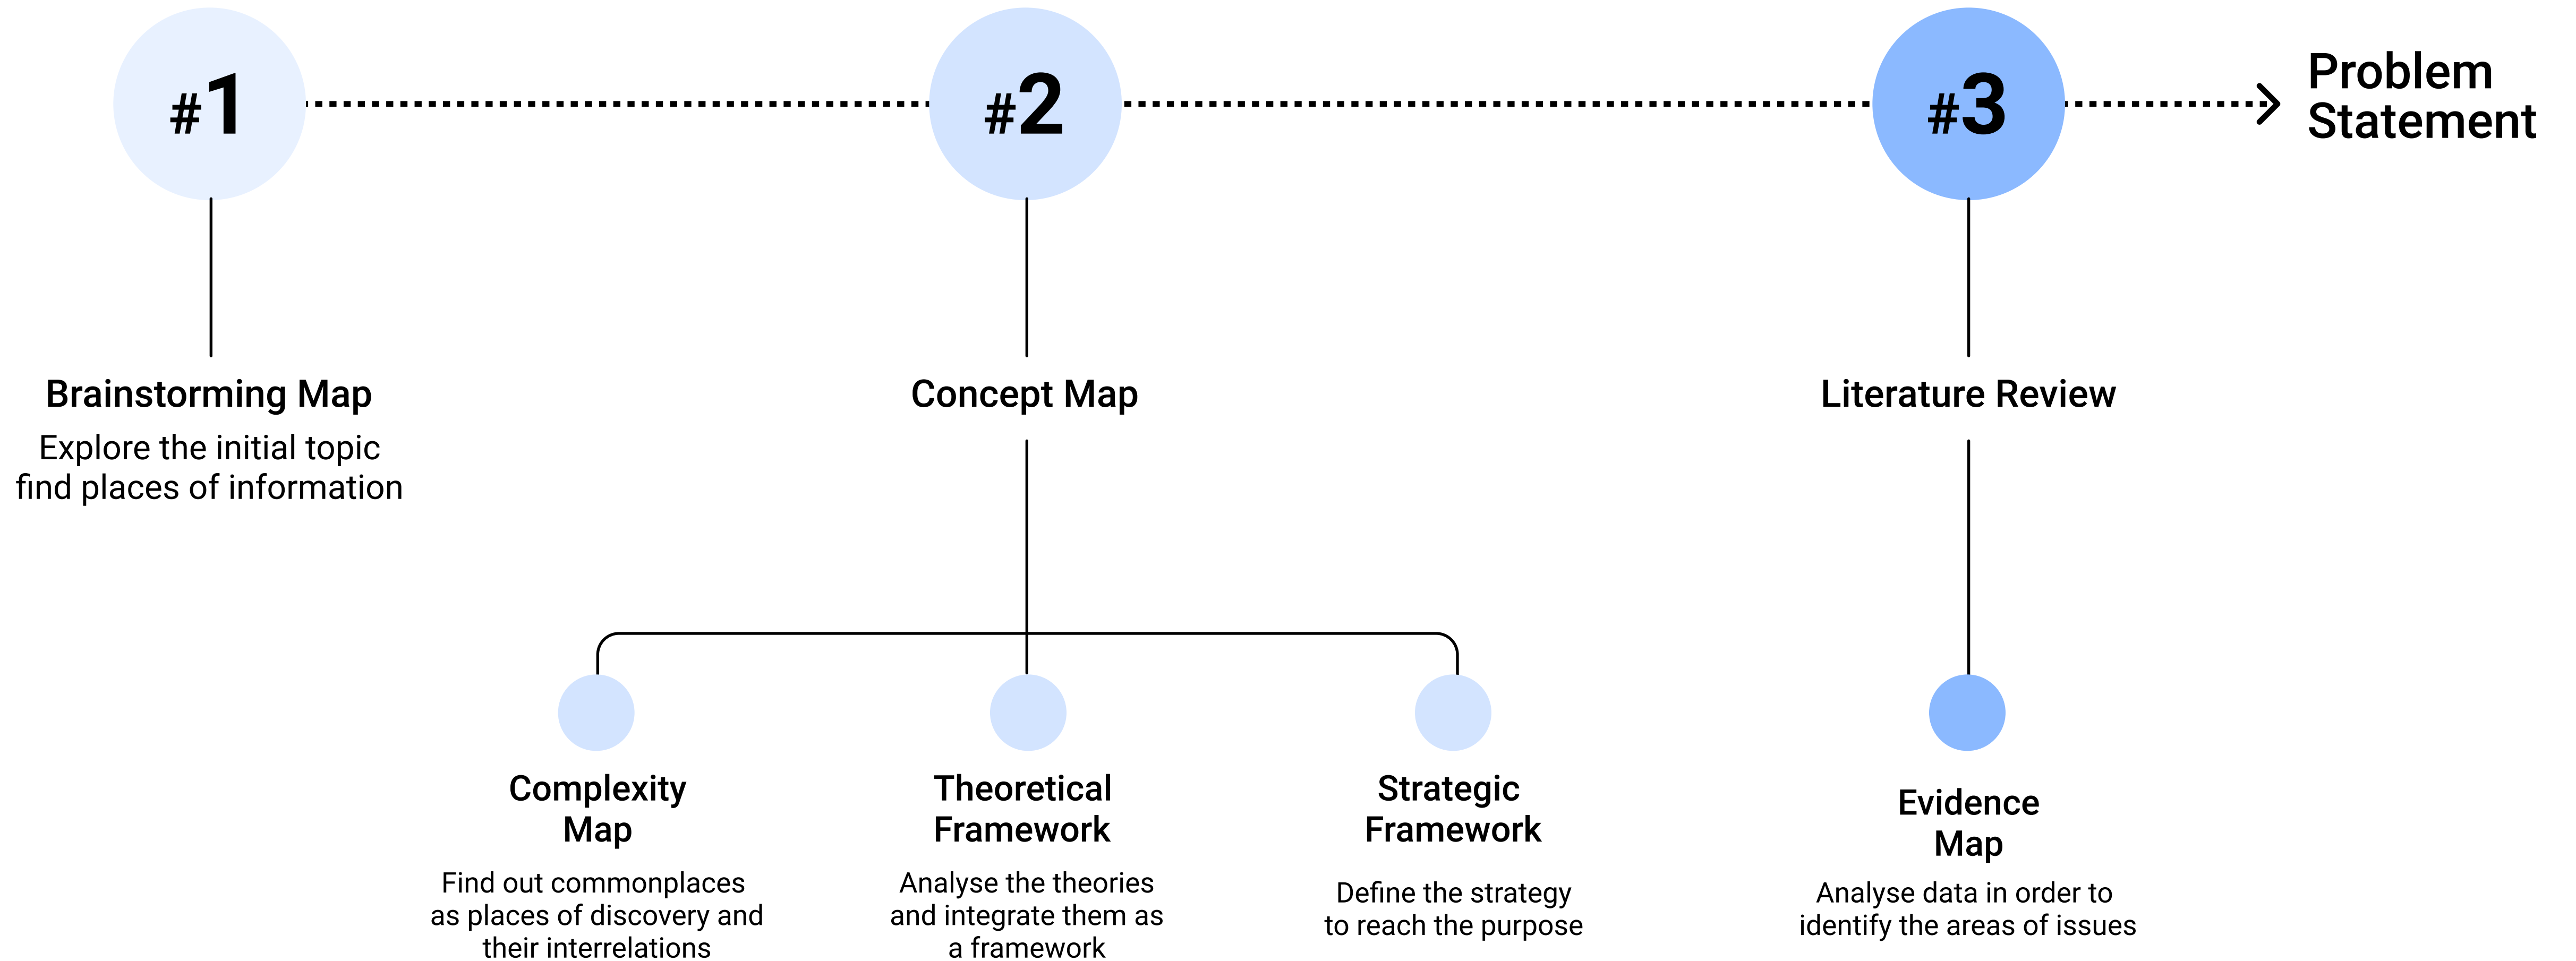 #1
#2
#3
Problem
Statement
Brainstorming Map
Explore the initial topic
find places of information
Concept Map
Literature Review
Complexity
Map
Find out commonplaces
as places of discovery and
their interrelations
Theoretical
Framework
Analyse the theories
and integrate them as
a framework
Strategic
Framework
Define the strategy
to reach the purpose
Evidence
Map
Analyse data in order to
identify the areas of issues